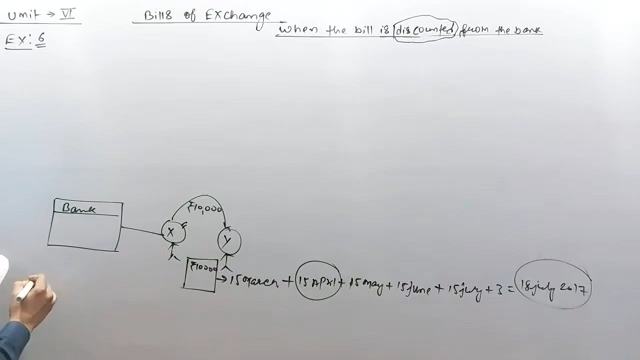 Unit → VI
Bills of Exchange
When the bill is discounted from the bank
EX: 6
Bank
₹10,000
X
Y
₹10000
→ 15 March + 15 April + 15 May + 15 June + 15 July + 3 = 18 July 2017